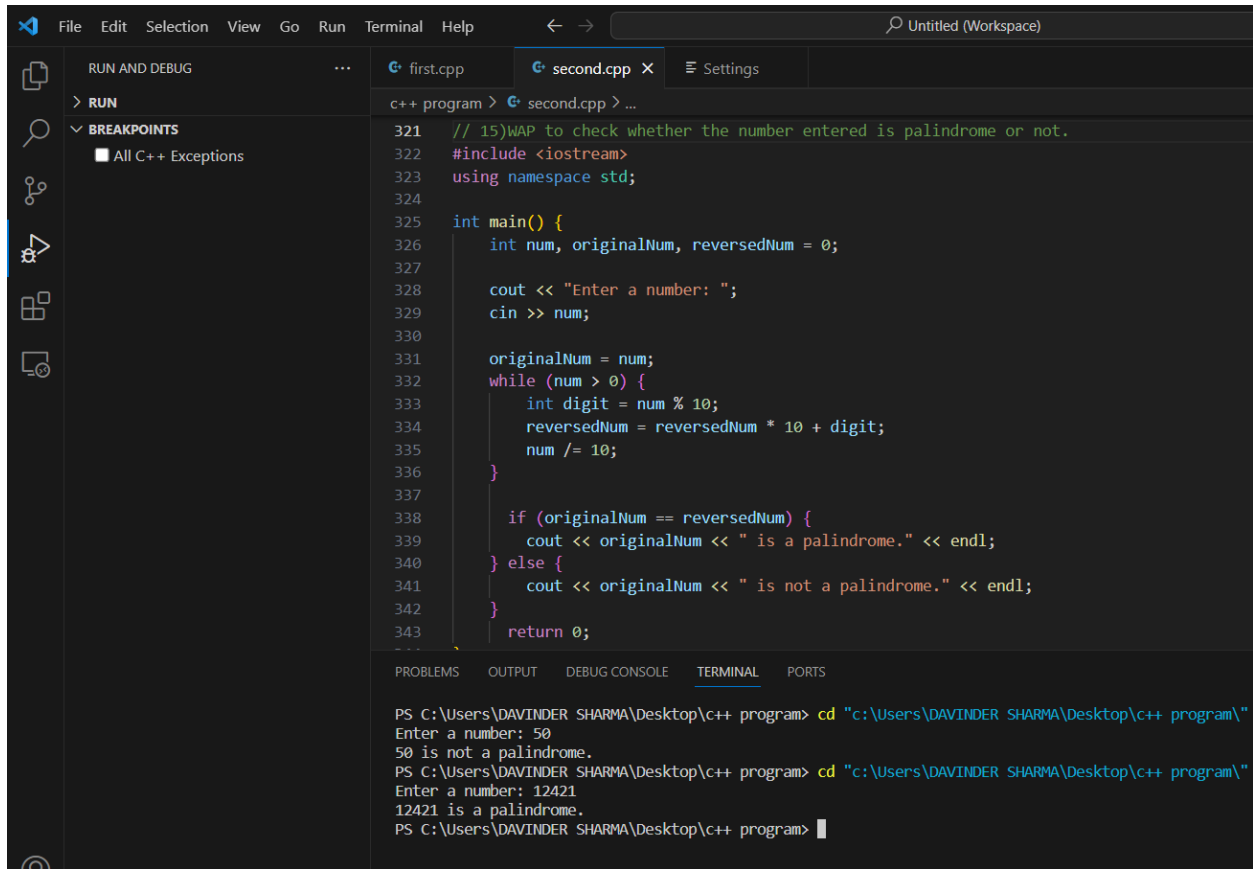 File Edit Selection View Go Run Terminal Help
Untitled (Workspace)
RUN AND DEBUG
RUN
BREAKPOINTS
All C++ Exceptions
first.cpp second.cpp Settings
c++ program > second.cpp > ...
321 // 15)WAP to check whether the number entered is palindrome or not.
322 #include <iostream>
323 using namespace std;
324
325 int main() {
326 int num, originalNum, reversedNum = 0;
327
328 cout << "Enter a number: ";
329 cin >> num;
330
331 originalNum = num;
332 while (num > 0) {
333 int digit = num % 10;
334 reversedNum = reversedNum * 10 + digit;
335 num /= 10;
336 }
337
338 if (originalNum == reversedNum) {
339 cout << originalNum << " is a palindrome." << endl;
340 } else {
341 cout << originalNum << " is not a palindrome." << endl;
342 }
343 return 0;
PROBLEMS OUTPUT DEBUG CONSOLE TERMINAL PORTS
PS C:\Users\DAVINDER SHARMA\Desktop\c++ program> cd "c:\Users\DAVINDER SHARMA\Desktop\c++ program\"
Enter a number: 50
50 is not a palindrome.
PS C:\Users\DAVINDER SHARMA\Desktop\c++ program> cd "c:\Users\DAVINDER SHARMA\Desktop\c++ program\"
Enter a number: 12421
12421 is a palindrome.
PS C:\Users\DAVINDER SHARMA\Desktop\c++ program>